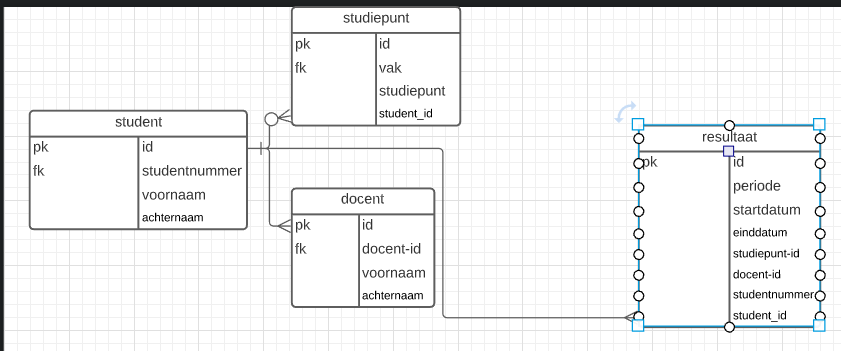 studiepunt
pk id
fk vak
studiepunt
student_id
student
pk id
fk studentnummer
voornaam
achternaam
docent
pk id
fk docent-id
voornaam
achternaam
resultaat
pk id
periode
startdatum
einddatum
studiepunt-id
docent-id
studentnummer
student_id